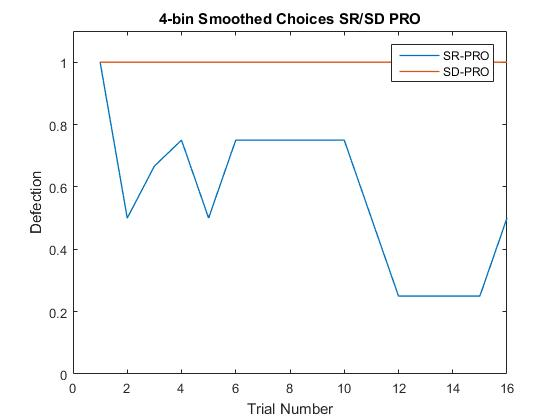 4-bin Smoothed Choices SR/SD PRO
SR-PRO
SD-PRO
1
0.8
0.6
0.4
0.2
0
Defection
0 2 4 6 8 10 12 14 16
Trial Number